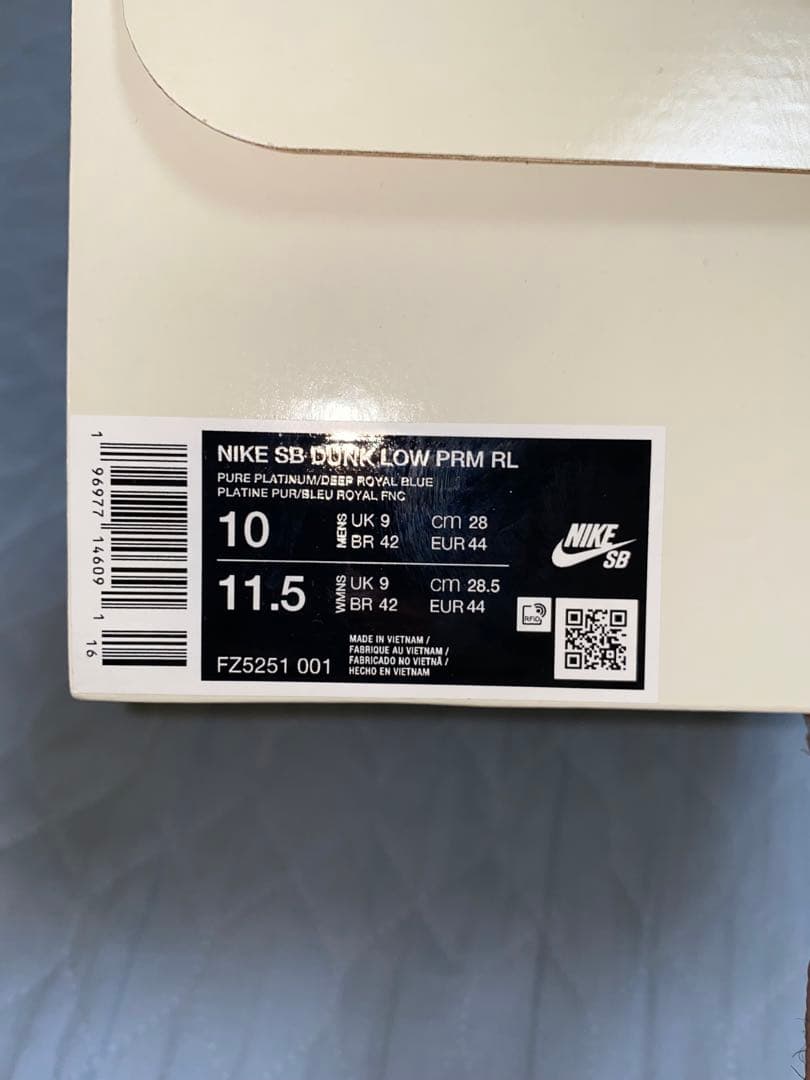 1 96977 14609 1 16
NIKE SB DUNK LOW PRM RL
PURE PLATINUM/DEEP ROYAL BLUE
PLATINE PUR/BLEU ROYAL FNC
10 MENS UK 9 cm 28
BR 42 EUR 44
11.5 WMNS UK 9 cm 28.5
BR 42 EUR 44
NIKE
SB
RFID
FZ5251 001
MADE IN VIETNAM /
FABRIQUE AU VIETNAM /
FABRICADO NO VIETNÃ /
HECHO EN VIETNAM